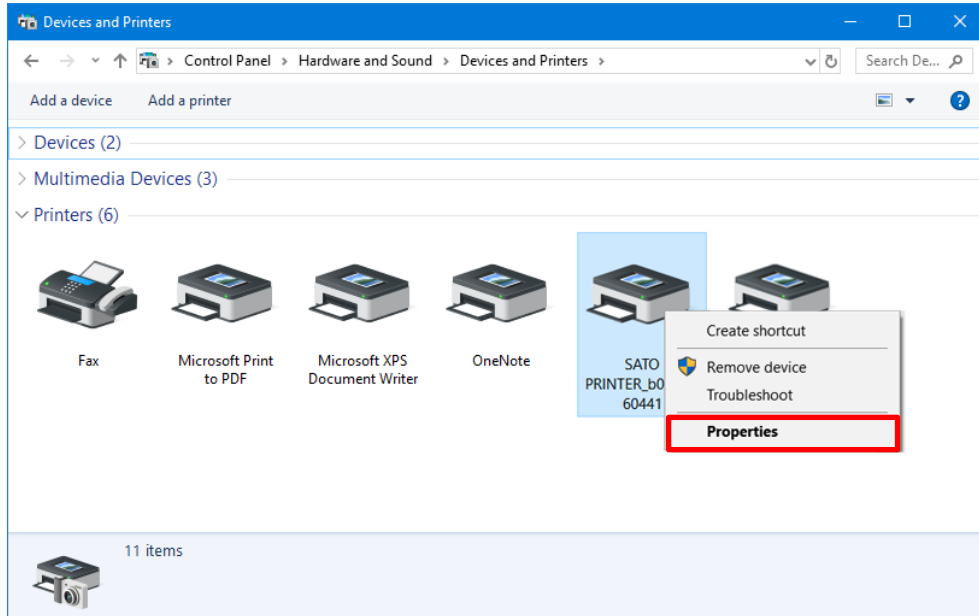 Devices and Printers
Control Panel > Hardware and Sound > Devices and Printers >
Search De...
Add a device Add a printer
?
Devices (2)
Multimedia Devices (3)
Printers (6)
Fax
Microsoft Print
to PDF
Microsoft XPS
Document Writer
OneNote
SATO
PRINTER_b0
60441
Create shortcut
Remove device
Troubleshoot
Properties
11 items